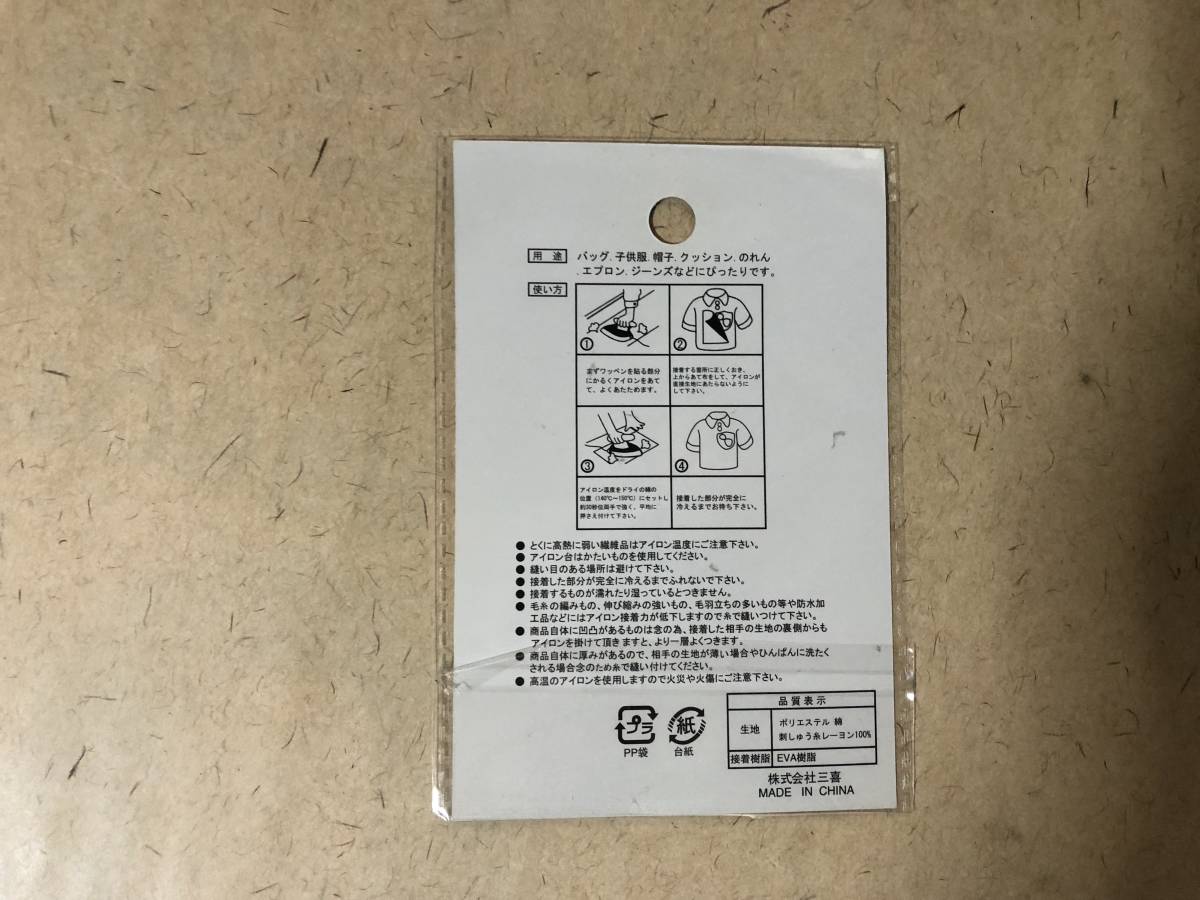 用途 バッグ.子供服.帽子.クッション.のれん
.エプロン.ジーンズなどにぴったりです。
使い方
①
②
まずワッペンを貼る部分
にかるくアイロンをあて
て、よくあたためます。
接着する箇所に正しくおき、
上からあて布をして、アイロンが
直接生地にあたらないように
して下さい。
③
④
アイロン温度をドライの綿の
位置(140℃〜150℃)にセットし
約30秒位両手で強く、平均に
押さえ付けて下さい。
接着した部分が完全に
冷えるまでお待ち下さい。
● とくに高熱に弱い繊維品はアイロン温度にご注意下さい。
● アイロン台はかたいものを使用してください。
● 縫い目のある場所は避けて下さい。
● 接着した部分が完全に冷えるまでふれないで下さい。
● 接着するものが濡れたり湿っているとつきません。
● 毛糸の編みもの、伸び縮みの強いもの、毛羽立ちの多いもの等や防水加
工品などにはアイロン接着力が低下しますので糸で縫いつけて下さい。
● 商品自体に凹凸があるものは念の為、接着した相手の生地の裏側からも
アイロンを掛けて頂きますと、より一層よくつきます。
● 商品自体に厚みがあるので、相手の生地が薄い場合やひんぱんに洗たく
される場合念のため糸で縫い付けてください。
● 高温のアイロンを使用しますので火災や火傷にご注意下さい。
プラ
PP袋
紙
台紙
品質表示
生地 ポリエステル 綿
刺しゅう糸レーヨン100%
接着樹脂 EVA樹脂
株式会社三喜
MADE IN CHINA